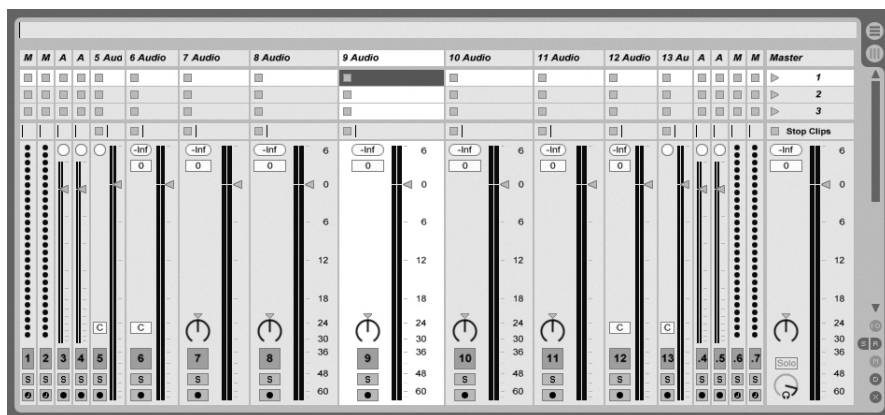 M M A A 5 Aud 6 Audio 7 Audio 8 Audio 9 Audio 10 Audio 11 Audio 12 Audio 13 Au A A M M Master
1
2
3
Stop Clips
-Inf -Inf -Inf -Inf -Inf -Inf -Inf -Inf
0 0 0 0 0 0 0 0
6 6 6 6 6
0 0 0 0 0
6 6 6 6 6
12 12 12 12 12
18 18 18 18 18
C C C C
24 24 24 24
30 30 30 30
1 2 3 4 5 6 7 8 9 10 11 12 13 .4 .5 .6 .7
36 36 36 36
Solo
S S S S S S S S S S S S S S S S S
48 48 48 48
60 60 60 60
S R
D